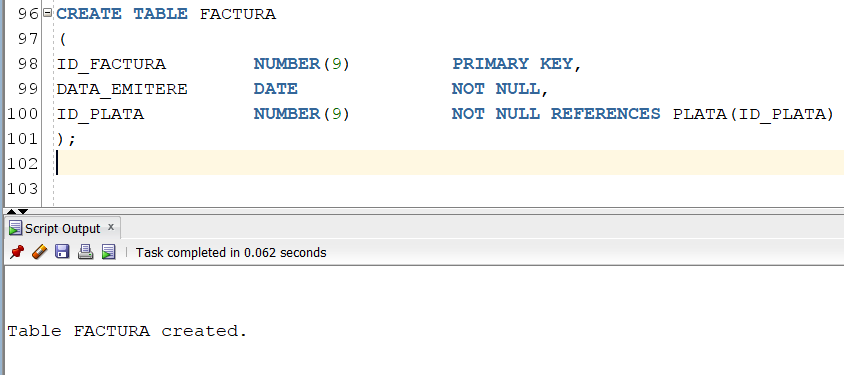 96 CREATE TABLE FACTURA
97 (
98 ID_FACTURA NUMBER(9) PRIMARY KEY,
99 DATA_EMITERE DATE NOT NULL,
100 ID_PLATA NUMBER(9) NOT NULL REFERENCES PLATA(ID_PLATA)
101 );
102
103
Script Output x
Task completed in 0.062 seconds
Table FACTURA created.